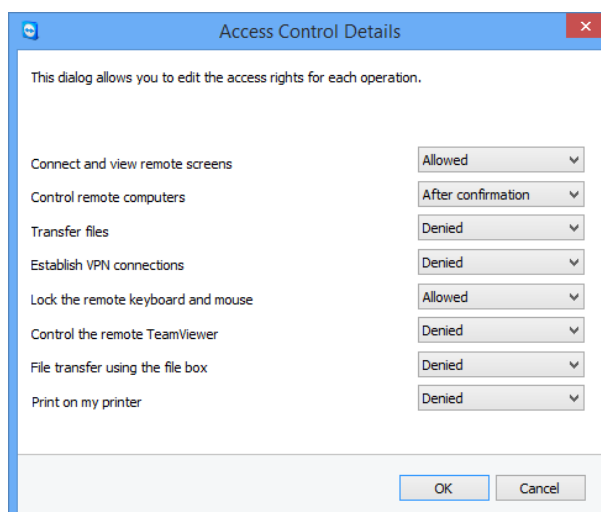 Access Control Details
This dialog allows you to edit the access rights for each operation.
Connect and view remote screens Allowed
Control remote computers After confirmation
Transfer files Denied
Establish VPN connections Denied
Lock the remote keyboard and mouse Allowed
Control the remote TeamViewer Denied
File transfer using the file box Denied
Print on my printer Denied
OK Cancel